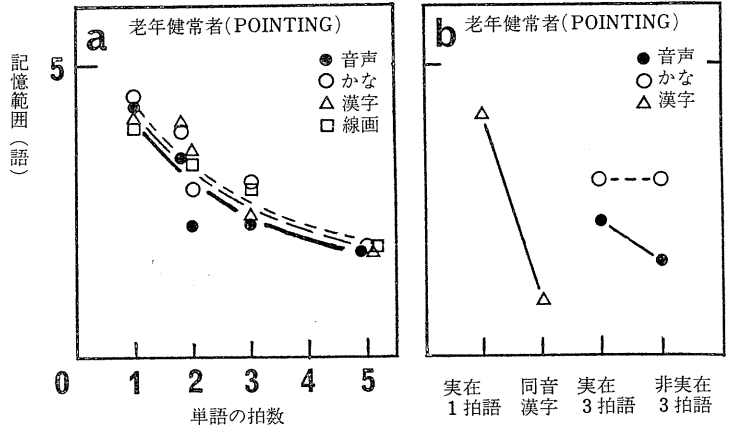 a 老年健常者(POINTING)
音声
かな
漢字
線画
記憶範囲(語)
5
0 1 2 3 4 5
単語の拍数
b 老年健常者(POINTING)
音声
かな
漢字
実在 同音 実在 非実在
1拍語 漢字 3拍語 3拍語